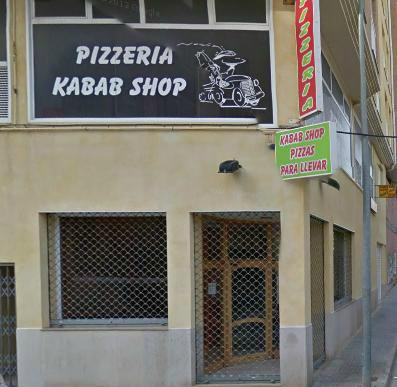 PIZZERIA
KABAB SHOP
PIZZERIA
KABAB SHOP
PIZZAS
PARA LLEVAR